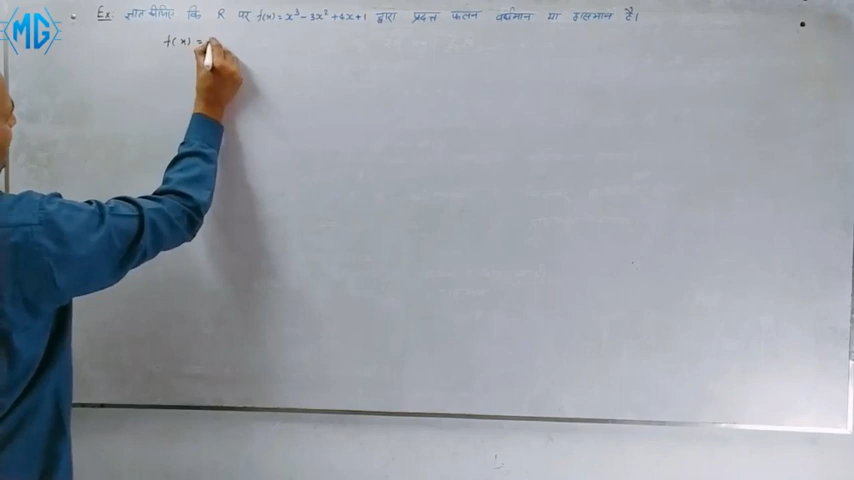 MG
Ex: ज्ञात कीजिए कि R पर f(x) = x³ - 3x² + 4x + 1 द्वारा प्रदत्त फलन वर्धमान या ह्रासमान है।
f(x) =